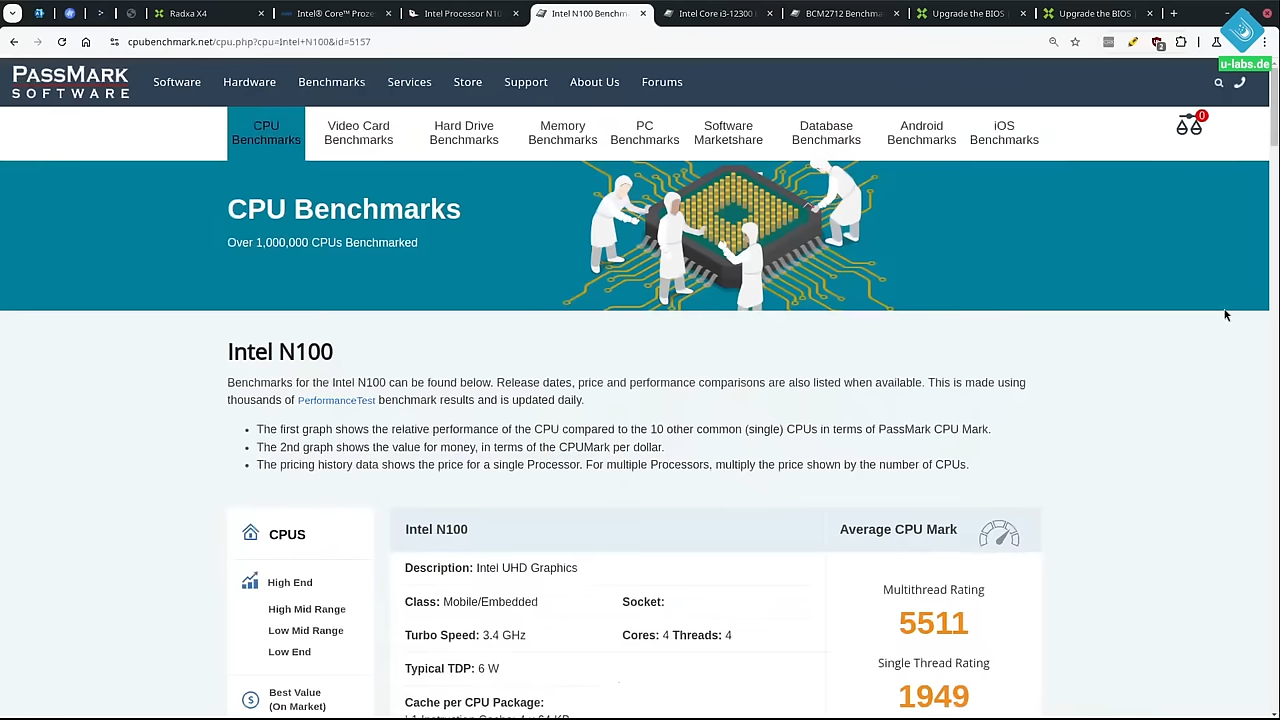 Radxa X4
Intel® Core™ Proze
Intel Processor N10
Intel N100 Benchm
Intel Core i3-12300
BCM2712 Benchma
Upgrade the BIOS
Upgrade the BIOS
cpubenchmark.net/cpu.php?cpu=Intel+N100&id=5157
2
u-labs.de
PASSMARK
SOFTWARE
Software
Hardware
Benchmarks
Services
Store
Support
About Us
Forums
CPU
Benchmarks
Video Card
Benchmarks
Hard Drive
Benchmarks
Memory
Benchmarks
PC
Benchmarks
Software
Marketshare
Database
Benchmarks
Android
Benchmarks
iOS
Benchmarks
0
CPU Benchmarks
Over 1,000,000 CPUs Benchmarked
Intel N100
Benchmarks for the Intel N100 can be found below. Release dates, price and performance comparisons are also listed when available. This is made using
thousands of PerformanceTest benchmark results and is updated daily.
• The first graph shows the relative performance of the CPU compared to the 10 other common (single) CPUs in terms of PassMark CPU Mark.
• The 2nd graph shows the value for money, in terms of the CPUMark per dollar.
• The pricing history data shows the price for a single Processor. For multiple Processors, multiply the price shown by the number of CPUs.
CPUS
High End
High Mid Range
Low Mid Range
Low End
Best Value
(On Market)
Intel N100
Description: Intel UHD Graphics
Class: Mobile/Embedded
Socket:
Turbo Speed: 3.4 GHz
Cores: 4 Threads: 4
Typical TDP: 6 W
Cache per CPU Package:
Average CPU Mark
Multithread Rating
5511
Single Thread Rating
1949